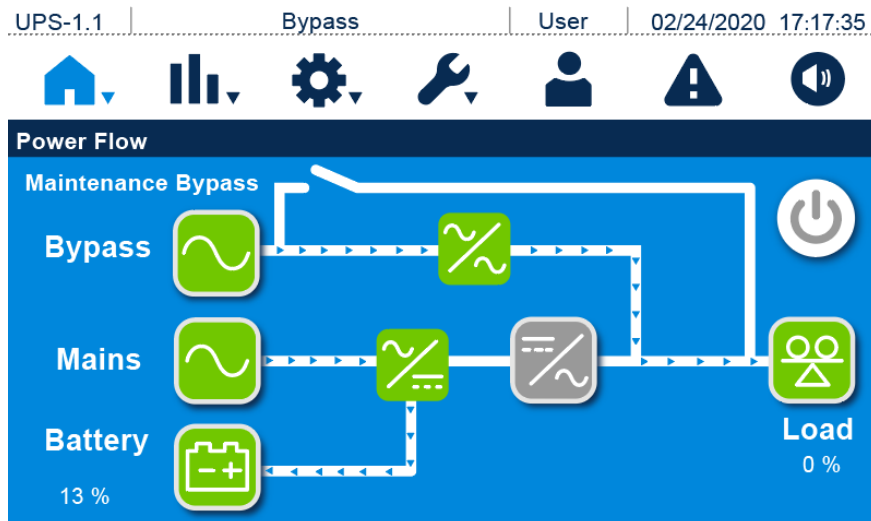 UPS-1.1 Bypass User 02/24/2020 17:17:35
Power Flow
Maintenance Bypass
Bypass
Mains
Battery
13 %
Load
0 %